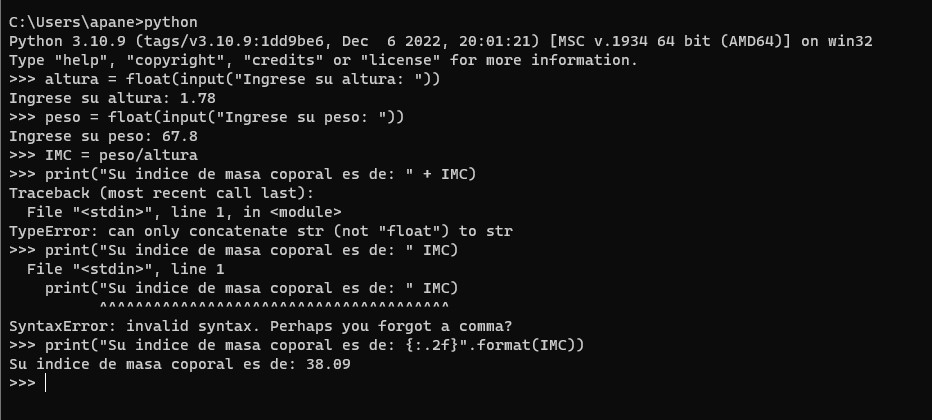 C:\Users\apane>python
Python 3.10.9 (tags/v3.10.9:1dd9be6, Dec  6 2022, 20:01:21) [MSC v.1934 64 bit (AMD64)] on win32
Type "help", "copyright", "credits" or "license" for more information.
>>> altura = float(input("Ingrese su altura: "))
Ingrese su altura: 1.78
>>> peso = float(input("Ingrese su peso: "))
Ingrese su peso: 67.8
>>> IMC = peso/altura
>>> print("Su indice de masa coporal es de: " + IMC)
Traceback (most recent call last):
  File "<stdin>", line 1, in <module>
TypeError: can only concatenate str (not "float") to str
>>> print("Su indice de masa coporal es de: " IMC)
  File "<stdin>", line 1
    print("Su indice de masa coporal es de: " IMC)
          ^^^^^^^^^^^^^^^^^^^^^^^^^^^^^^^^^^^^^^^
SyntaxError: invalid syntax. Perhaps you forgot a comma?
>>> print("Su indice de masa coporal es de: {:.2f}".format(IMC))
Su indice de masa coporal es de: 38.09
>>>